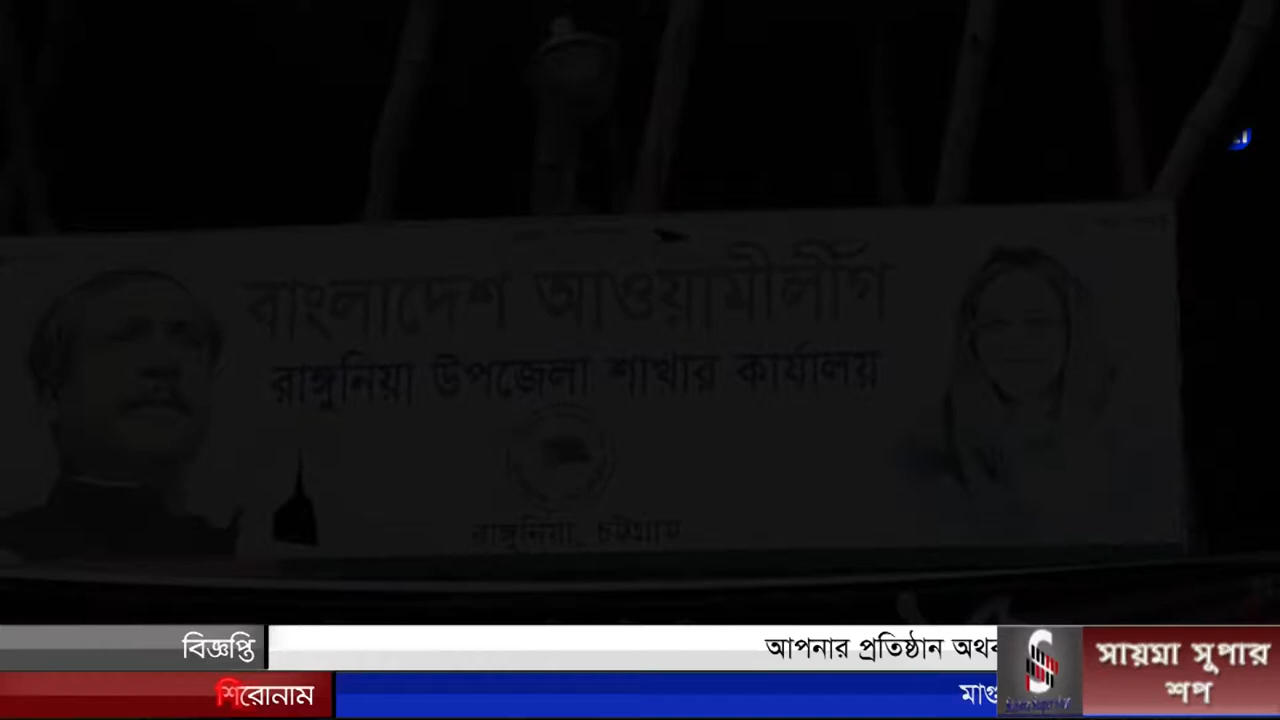 বাংলাদেশ আওয়ামীলীগ
রাঙ্গুনিয়া উপজেলা শাখার কার্যালয়
রাঙ্গুনিয়া, চট্টগ্রাম
বিজ্ঞপ্তি
আপনার প্রতিষ্ঠান অথব
সায়মা সুপার
শপ
শিরোনাম
মাগু